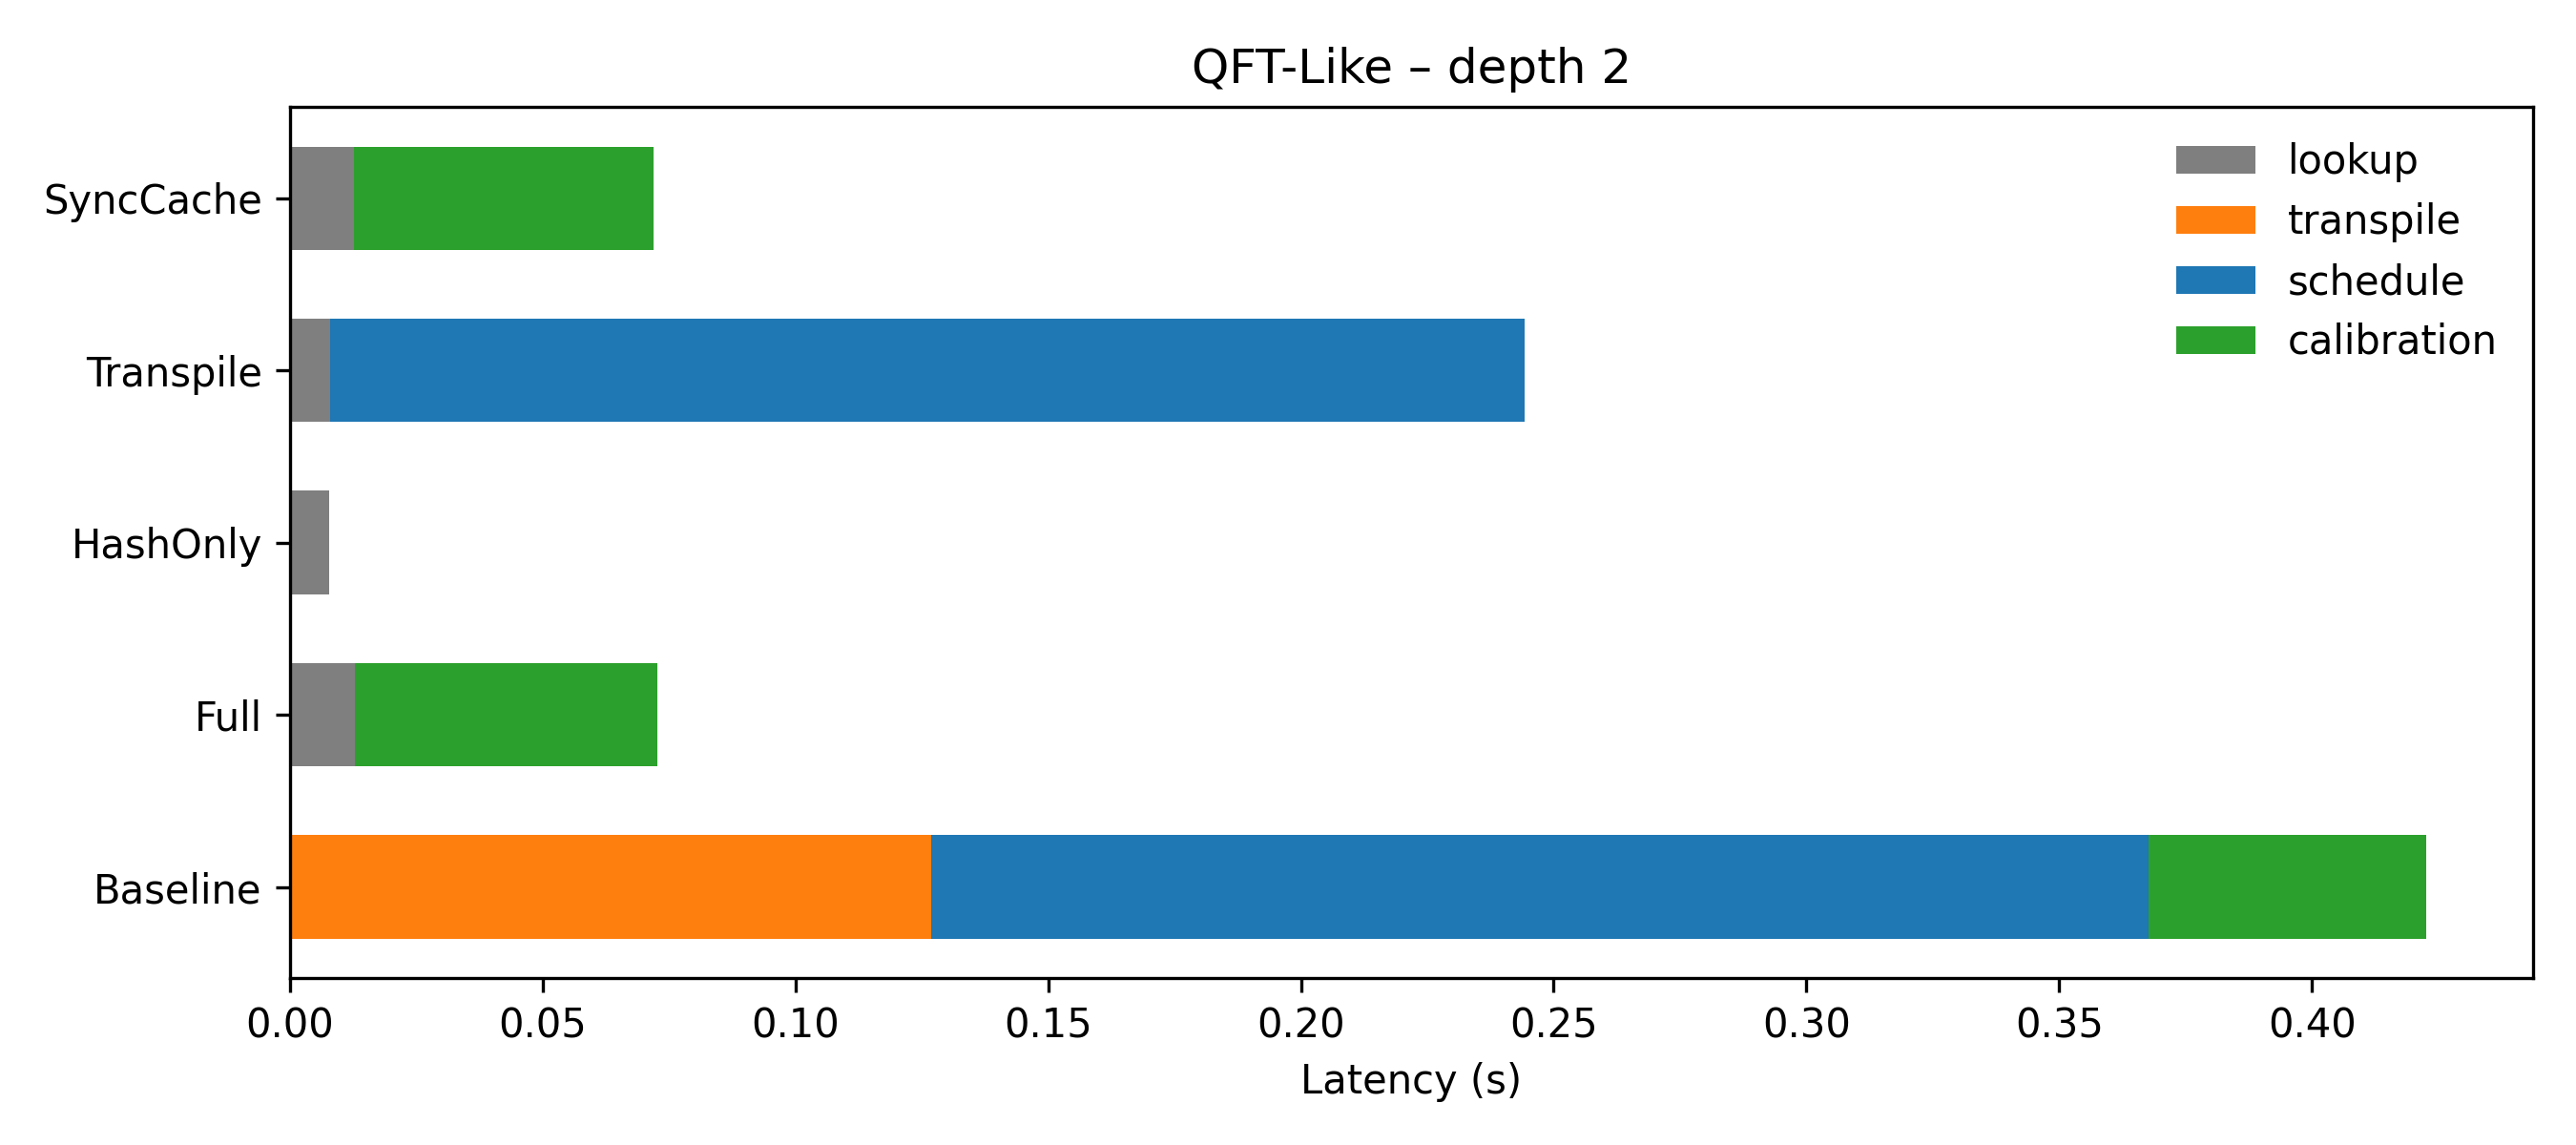 QFT-Like – depth 2
lookup
transpile
schedule
calibration
SyncCache
Transpile
HashOnly
Full
Baseline
0.00 0.05 0.10 0.15 0.20 0.25 0.30 0.35 0.40
Latency (s)